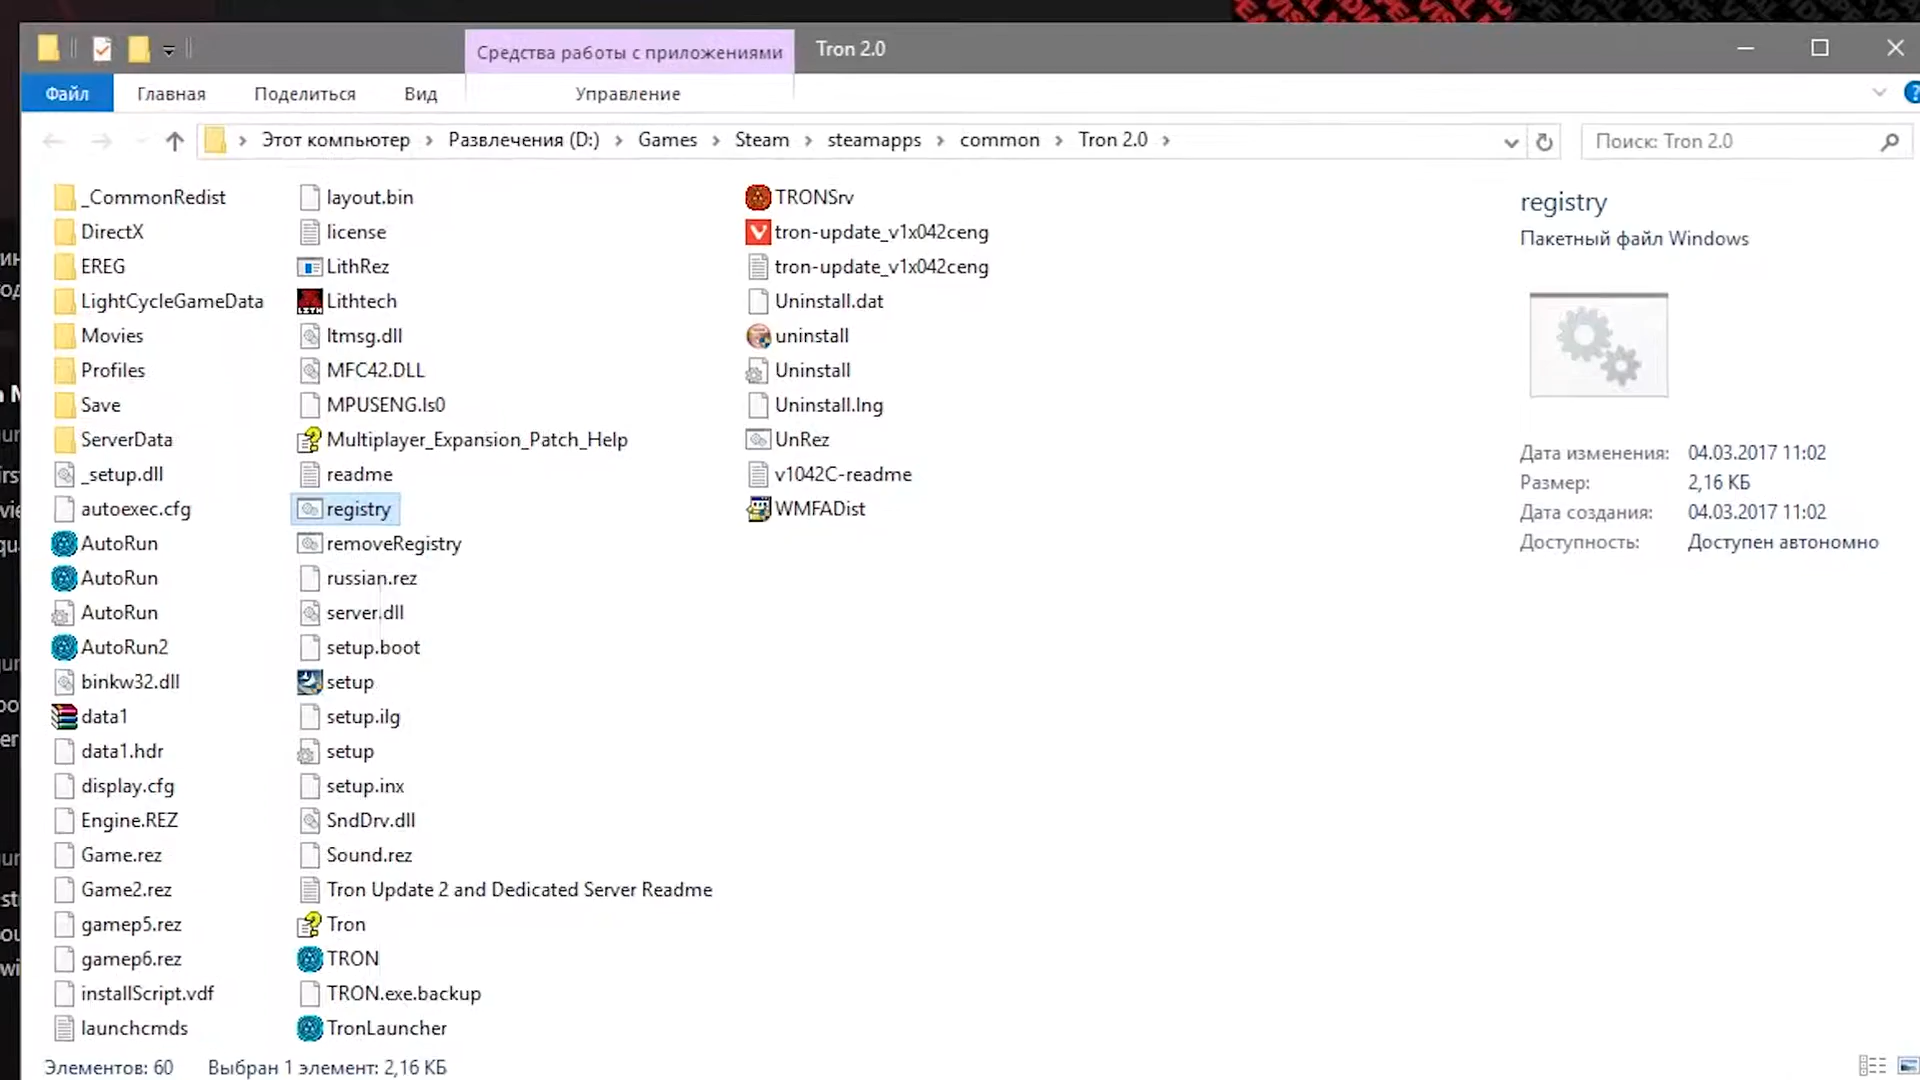 Средства работы с приложениями
Tron 2.0
Файл
Главная
Поделиться
Вид
Управление
Этот компьютер
Развлечения (D:)
Games
Steam
steamapps
common
Tron 2.0
Поиск: Tron 2.0
_CommonRedist
DirectX
EREG
LightCycleGameData
Movies
Profiles
Save
ServerData
_setup.dll
autoexec.cfg
AutoRun
AutoRun
AutoRun
AutoRun2
binkw32.dll
data1
data1.hdr
display.cfg
Engine.REZ
Game.rez
Game2.rez
gamep5.rez
gamep6.rez
installScript.vdf
launchcmds
layout.bin
license
LithRez
Lithtech
ltmsg.dll
MFC42.DLL
MPUSENG.ls0
Multiplayer_Expansion_Patch_Help
readme
registry
removeRegistry
russian.rez
server.dll
setup.boot
setup
setup.ilg
setup
setup.inx
SndDrv.dll
Sound.rez
Tron Update 2 and Dedicated Server Readme
Tron
TRON
TRON.exe.backup
TronLauncher
TRONSrv
tron-update_v1x042ceng
tron-update_v1x042ceng
Uninstall.dat
uninstall
Uninstall
Uninstall.lng
UnRez
v1042C-readme
WMFADist
registry
Пакетный файл Windows
Дата изменения: 04.03.2017 11:02
Размер: 2,16 КБ
Дата создания: 04.03.2017 11:02
Доступность: Доступен автономно
Элементов: 60
Выбран 1 элемент: 2,16 КБ